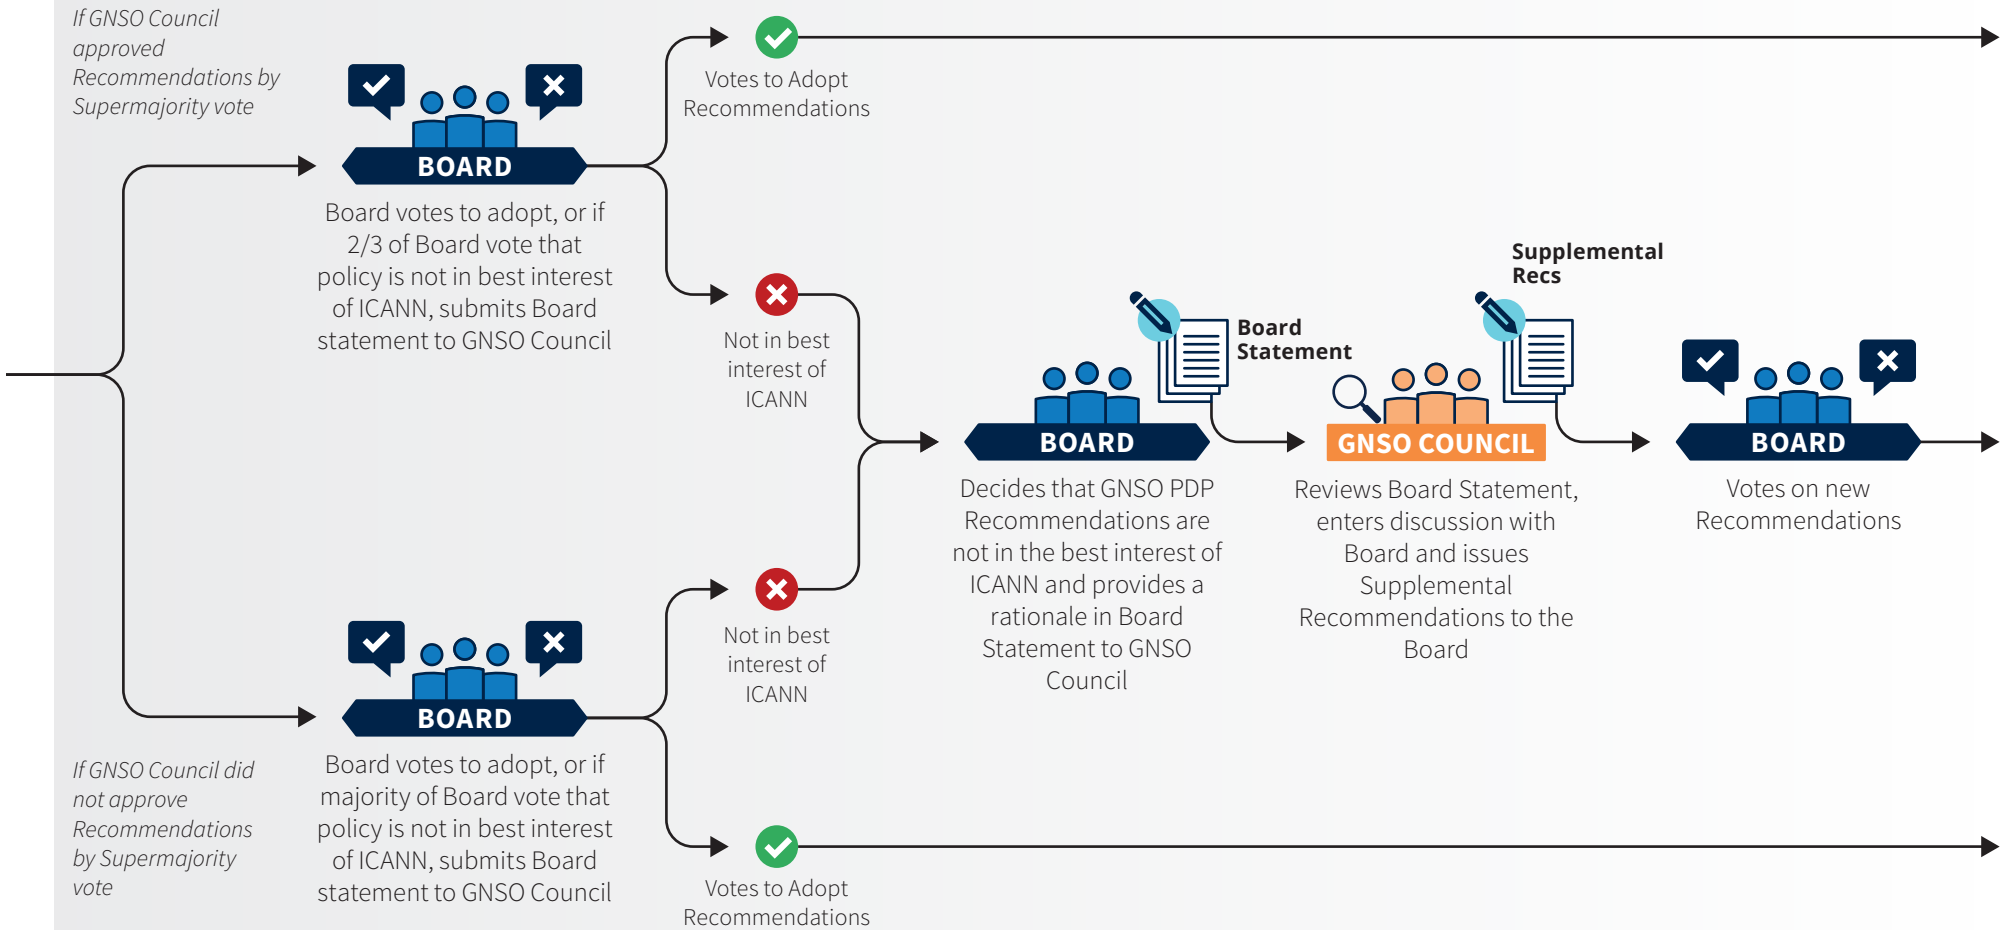 If GNSO Council
approved
Recommendations by
Supermajority vote
BOARD
Board votes to adopt, or if
2/3 of Board vote that
policy is not in best interest
of ICANN, submits Board
statement to GNSO Council
Votes to Adopt
Recommendations
Not in best
interest of
ICANN
If GNSO Council did
not approve
Recommendations
by Supermajority
vote
BOARD
Board votes to adopt, or if
majority of Board vote that
policy is not in best interest
of ICANN, submits Board
statement to GNSO Council
Not in best
interest of
ICANN
Votes to Adopt
Recommendations
Board
Statement
BOARD
Decides that GNSO PDP
Recommendations are
not in the best interest of
ICANN and provides a
rationale in Board
Statement to GNSO
Council
Supplemental
Recs
GNSO COUNCIL
Reviews Board Statement,
enters discussion with
Board and issues
Supplemental
Recommendations to the
Board
BOARD
Votes on new
Recommendations